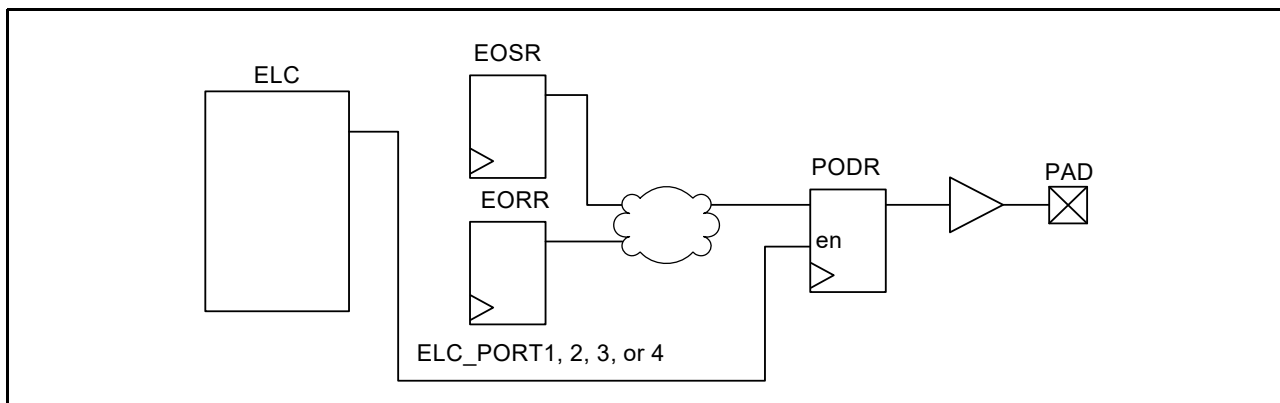 EOSR
ELC
PODR
PAD
EORR
en
ELC_PORT1, 2, 3, or 4